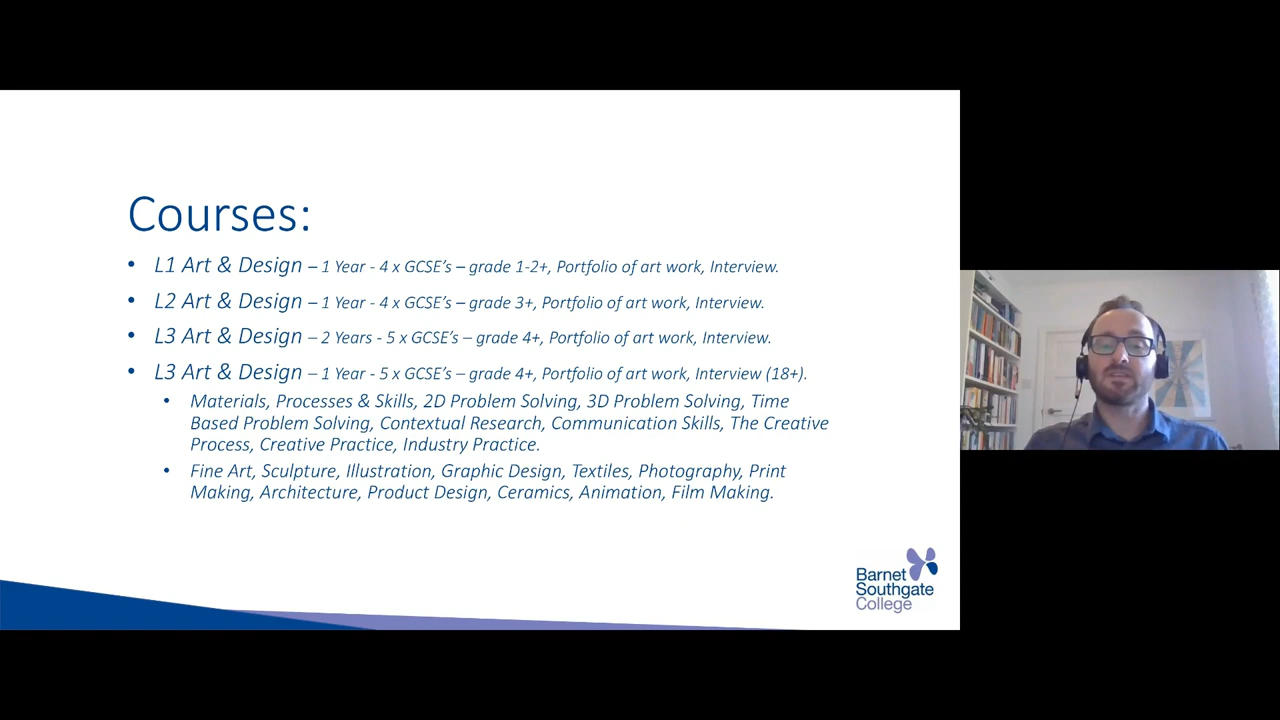 Courses:
• L1 Art & Design – 1 Year - 4 x GCSE’s – grade 1-2+, Portfolio of art work, Interview.
• L2 Art & Design – 1 Year - 4 x GCSE’s – grade 3+, Portfolio of art work, Interview.
• L3 Art & Design – 2 Years - 5 x GCSE’s – grade 4+, Portfolio of art work, Interview.
• L3 Art & Design – 1 Year - 5 x GCSE’s – grade 4+, Portfolio of art work, Interview (18+).
• Materials, Processes & Skills, 2D Problem Solving, 3D Problem Solving, Time
Based Problem Solving, Contextual Research, Communication Skills, The Creative
Process, Creative Practice, Industry Practice.
• Fine Art, Sculpture, Illustration, Graphic Design, Textiles, Photography, Print
Making, Architecture, Product Design, Ceramics, Animation, Film Making.
Barnet
Southgate
College